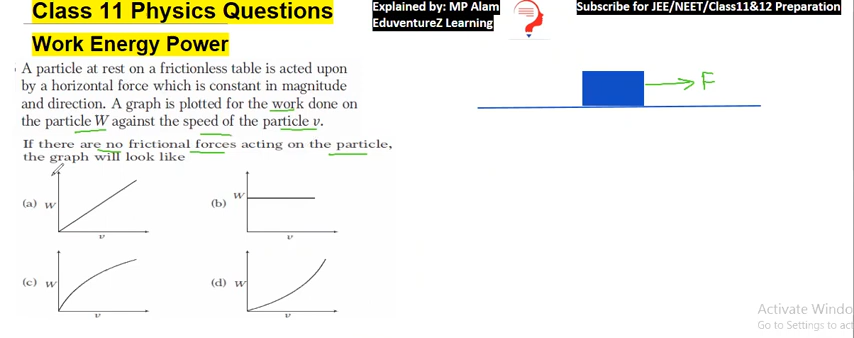 Class 11 Physics Questions
Work Energy Power
Explained by: MP Alam
EduventureZ Learning
Subscribe for JEE/NEET/Class11&12 Preparation
A particle at rest on a frictionless table is acted upon
by a horizontal force which is constant in magnitude
and direction. A graph is plotted for the work done on
the particle W against the speed of the particle v.
If there are no frictional forces acting on the particle,
the graph will look like
(a) W
v
(b) W
v
(c) W
v
(d) W
v
F
Activate Windo
Go to Settings to act